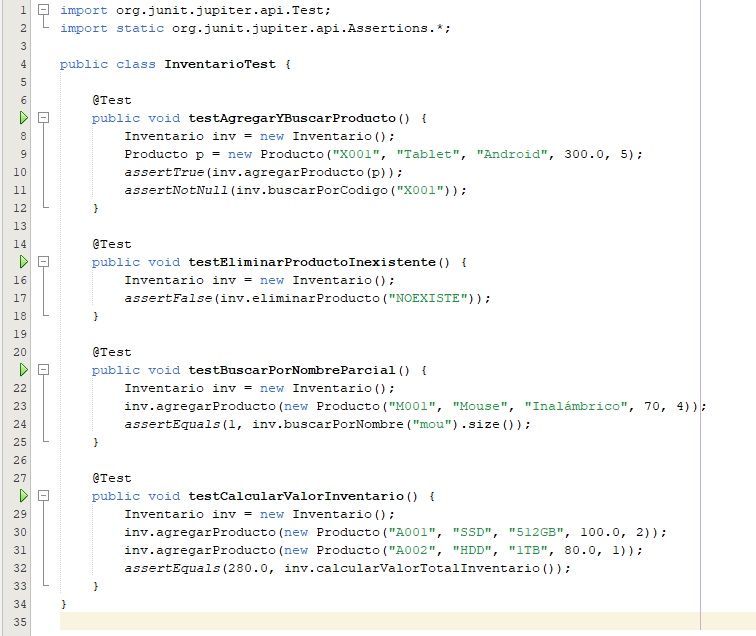 1 import org.junit.jupiter.api.Test;
2 import static org.junit.jupiter.api.Assertions.*;
3
4 public class InventarioTest {
5
6     @Test
    public void testAgregarYBuscarProducto() {
8         Inventario inv = new Inventario();
9         Producto p = new Producto("X001", "Tablet", "Android", 300.0, 5);
10         assertTrue(inv.agregarProducto(p));
11         assertNotNull(inv.buscarPorCodigo("X001"));
12     }
13
14     @Test
    public void testEliminarProductoInexistente() {
16         Inventario inv = new Inventario();
17         assertFalse(inv.eliminarProducto("NOEXISTE"));
18     }
19
20     @Test
    public void testBuscarPorNombreParcial() {
22         Inventario inv = new Inventario();
23         inv.agregarProducto(new Producto("M001", "Mouse", "Inalámbrico", 70, 4));
24         assertEquals(1, inv.buscarPorNombre("mou").size());
25     }
26
27     @Test
    public void testCalcularValorInventario() {
29         Inventario inv = new Inventario();
30         inv.agregarProducto(new Producto("A001", "SSD", "512GB", 100.0, 2));
31         inv.agregarProducto(new Producto("A002", "HDD", "1TB", 80.0, 1));
32         assertEquals(280.0, inv.calcularValorTotalInventario());
33     }
34 }
35